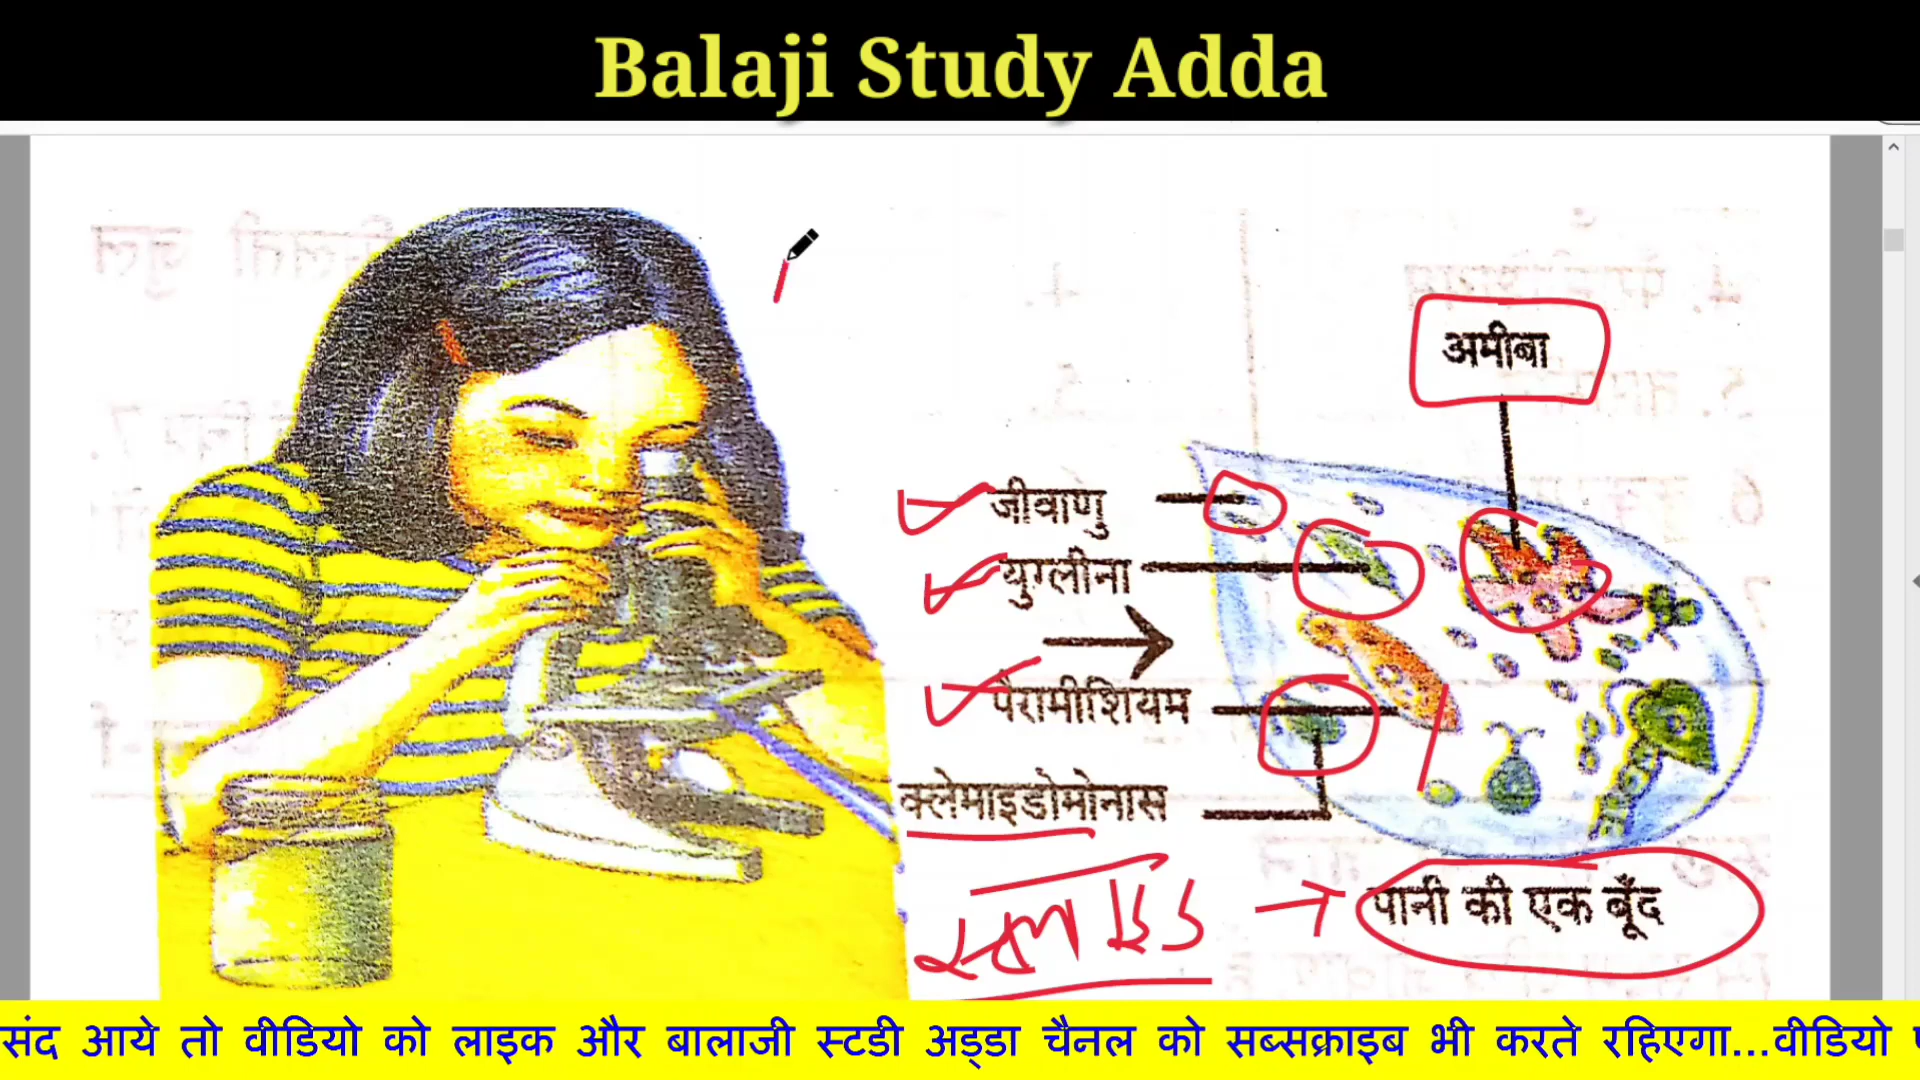 Balaji Study Adda
अमीबा
जीवाणु
युग्लीना
पैरामीशियम
क्लेमाइडोमोनास
स्लाइड
पानी की एक बूँद
संद आये तो वीडियो को लाइक और बालाजी स्टडी अड्डा चैनल को सब्सक्राइब भी करते रहिएगा...वीडियो